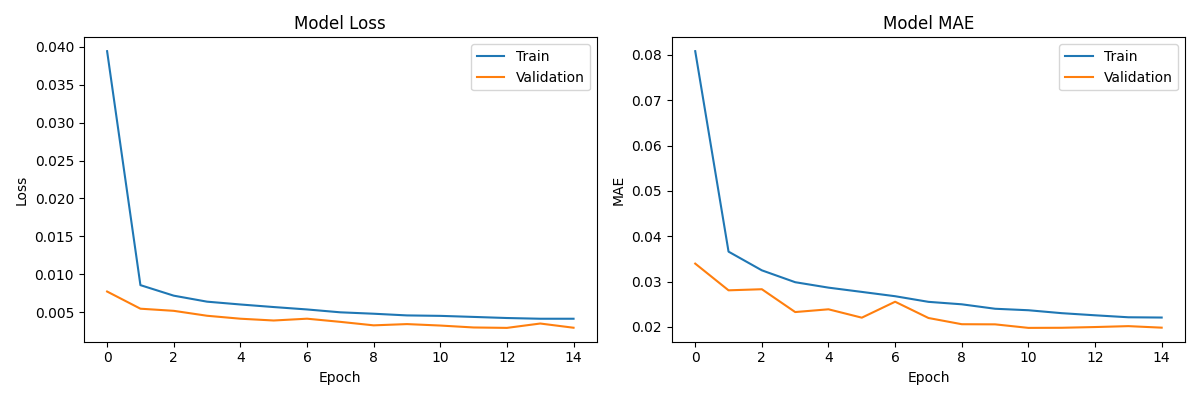 Model Loss
Train
Validation
0.040
0.035
0.030
0.025
0.020
0.015
0.010
0.005
Loss
0 2 4 6 8 10 12 14
Epoch
Model MAE
Train
Validation
0.08
0.07
0.06
0.05
0.04
0.03
0.02
MAE
0 2 4 6 8 10 12 14
Epoch